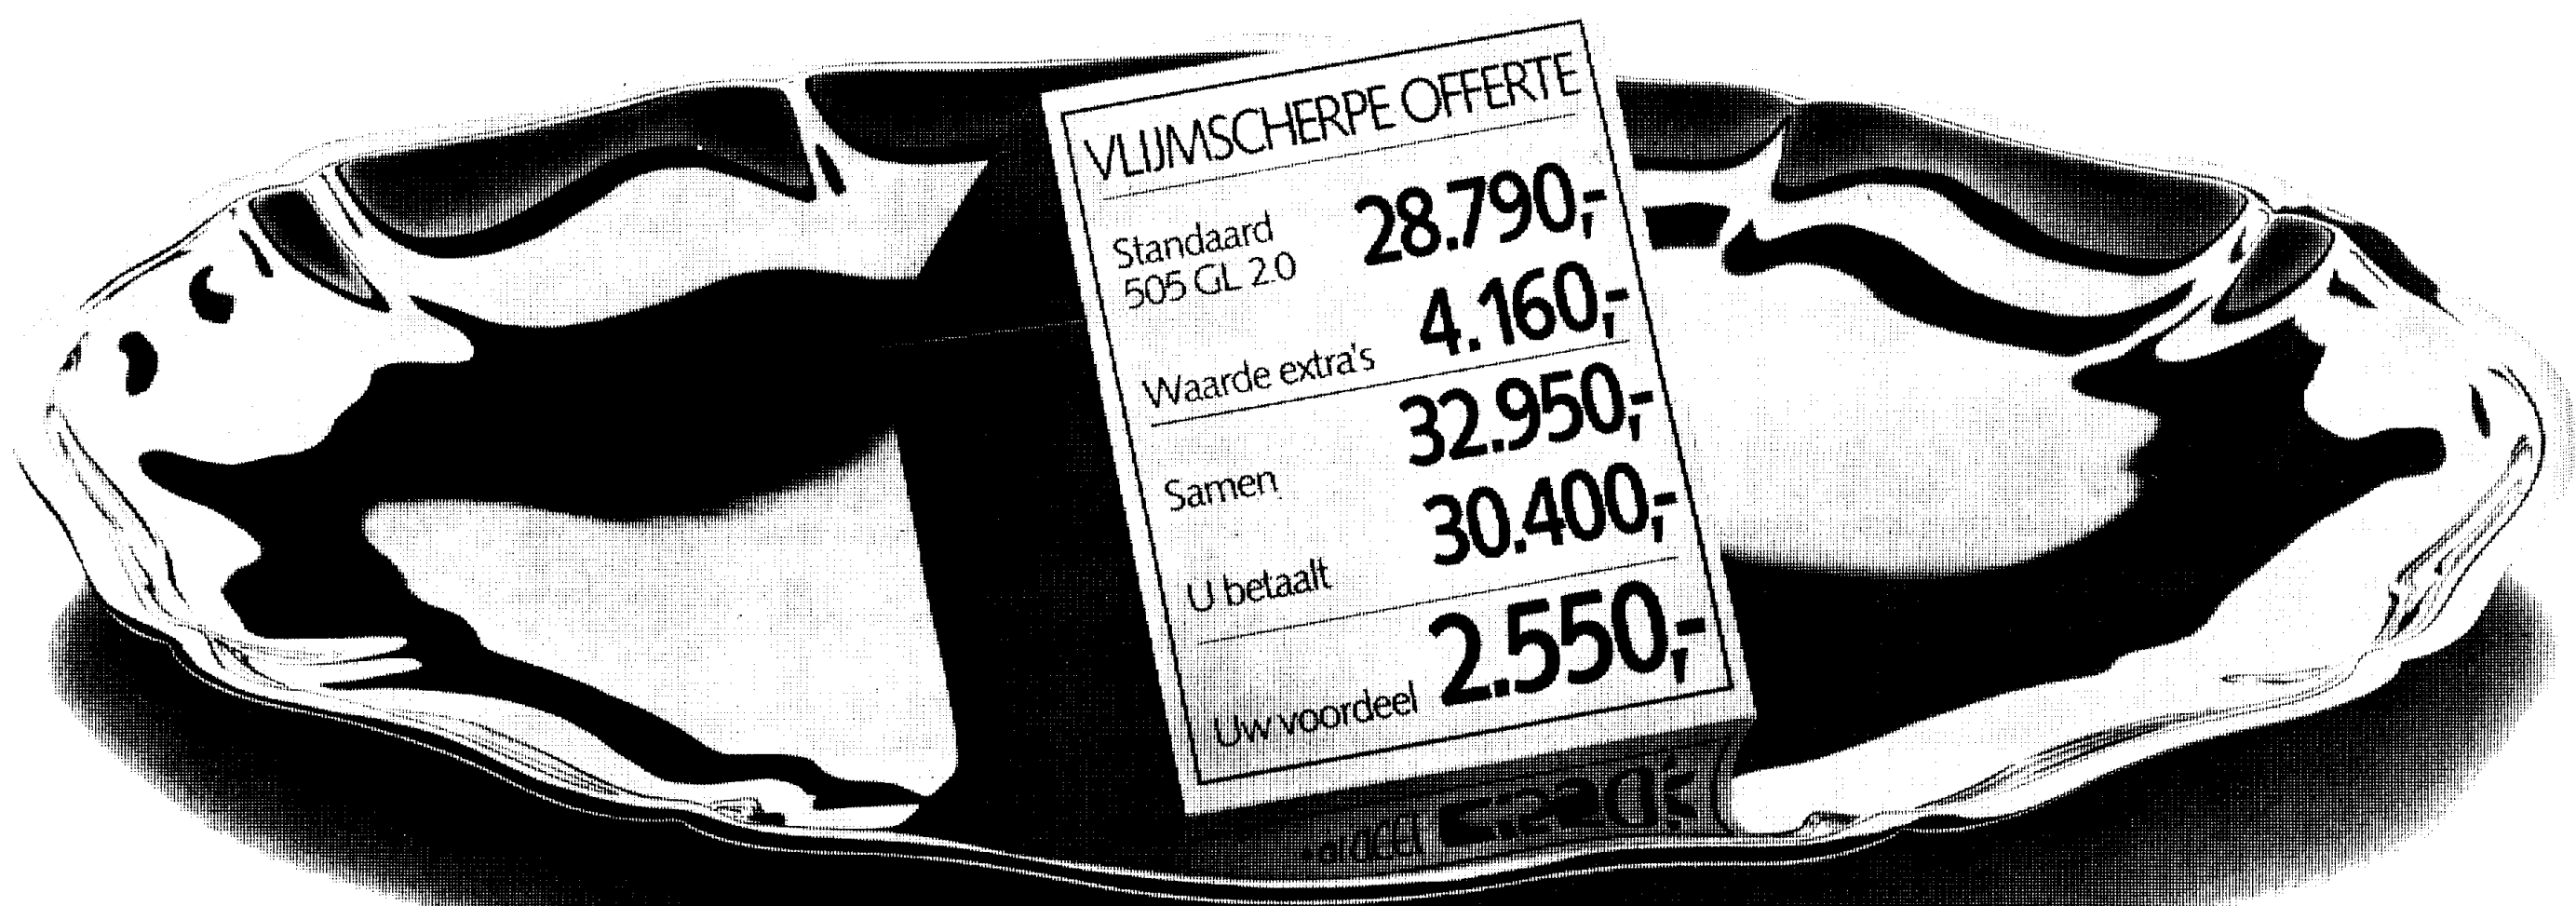 VLIJMSCHERPE OFFERTE
Standaard
505 GL 2.0 28.790,-
Waarde extra's 4.160,-
Samen 32.950,-
U betaalt 30.400,-
Uw voordeel 2.550,-